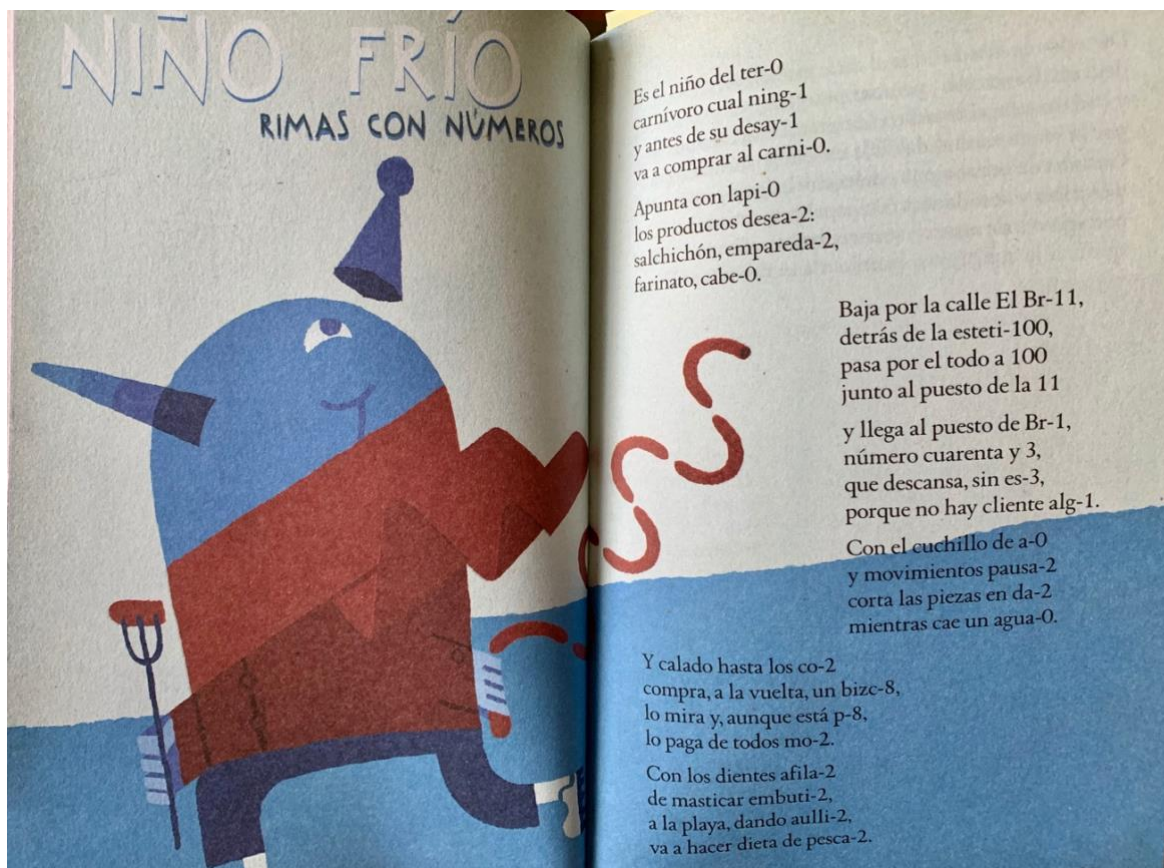 NIÑO FRÍO
RIMAS CON NÚMEROS
Es el niño del ter-0
carnívoro cual ning-1
y antes de su desay-1
va a comprar al carni-0.
Apunta con lapi-0
los productos desea-2:
salchichón, empareda-2,
farinato, cabe-0.
Baja por la calle El Br-11,
detrás de la esteti-100,
pasa por el todo a 100
junto al puesto de la 11
y llega al puesto de Br-1,
número cuarenta y 3,
que descansa, sin es-3,
porque no hay cliente alg-1.
Con el cuchillo de a-0
y movimientos pausa-2
corta las piezas en da-2
mientras cae un agua-0.
Y calado hasta los co-2
compra, a la vuelta, un bizc-8,
lo mira y, aunque está p-8,
lo paga de todos mo-2.
Con los dientes afila-2
de masticar embuti-2,
a la playa, dando aulli-2,
va a hacer dieta de pesca-2.